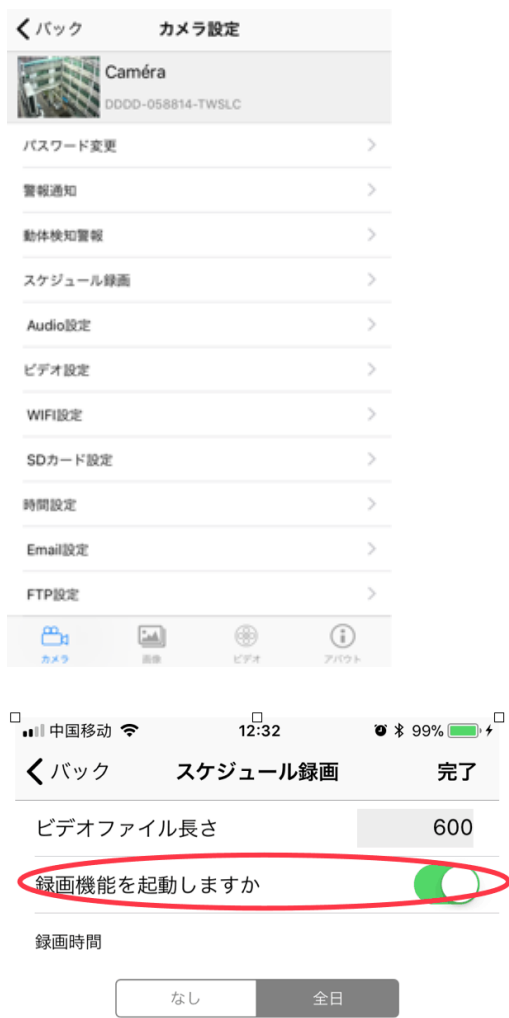 バック カメラ設定
Caméra
DDDD-058814-TWSLC
パスワード変更
警報通知
動体検知警報
スケジュール録画
Audio設定
ビデオ設定
WIFI設定
SDカード設定
時間設定
Email設定
FTP設定
カメラ 画像 ビデオ アバウト
中国移动 12:32 99%
バック スケジュール録画 完了
ビデオファイル長さ 600
録画機能を起動しますか
録画時間
なし 全日